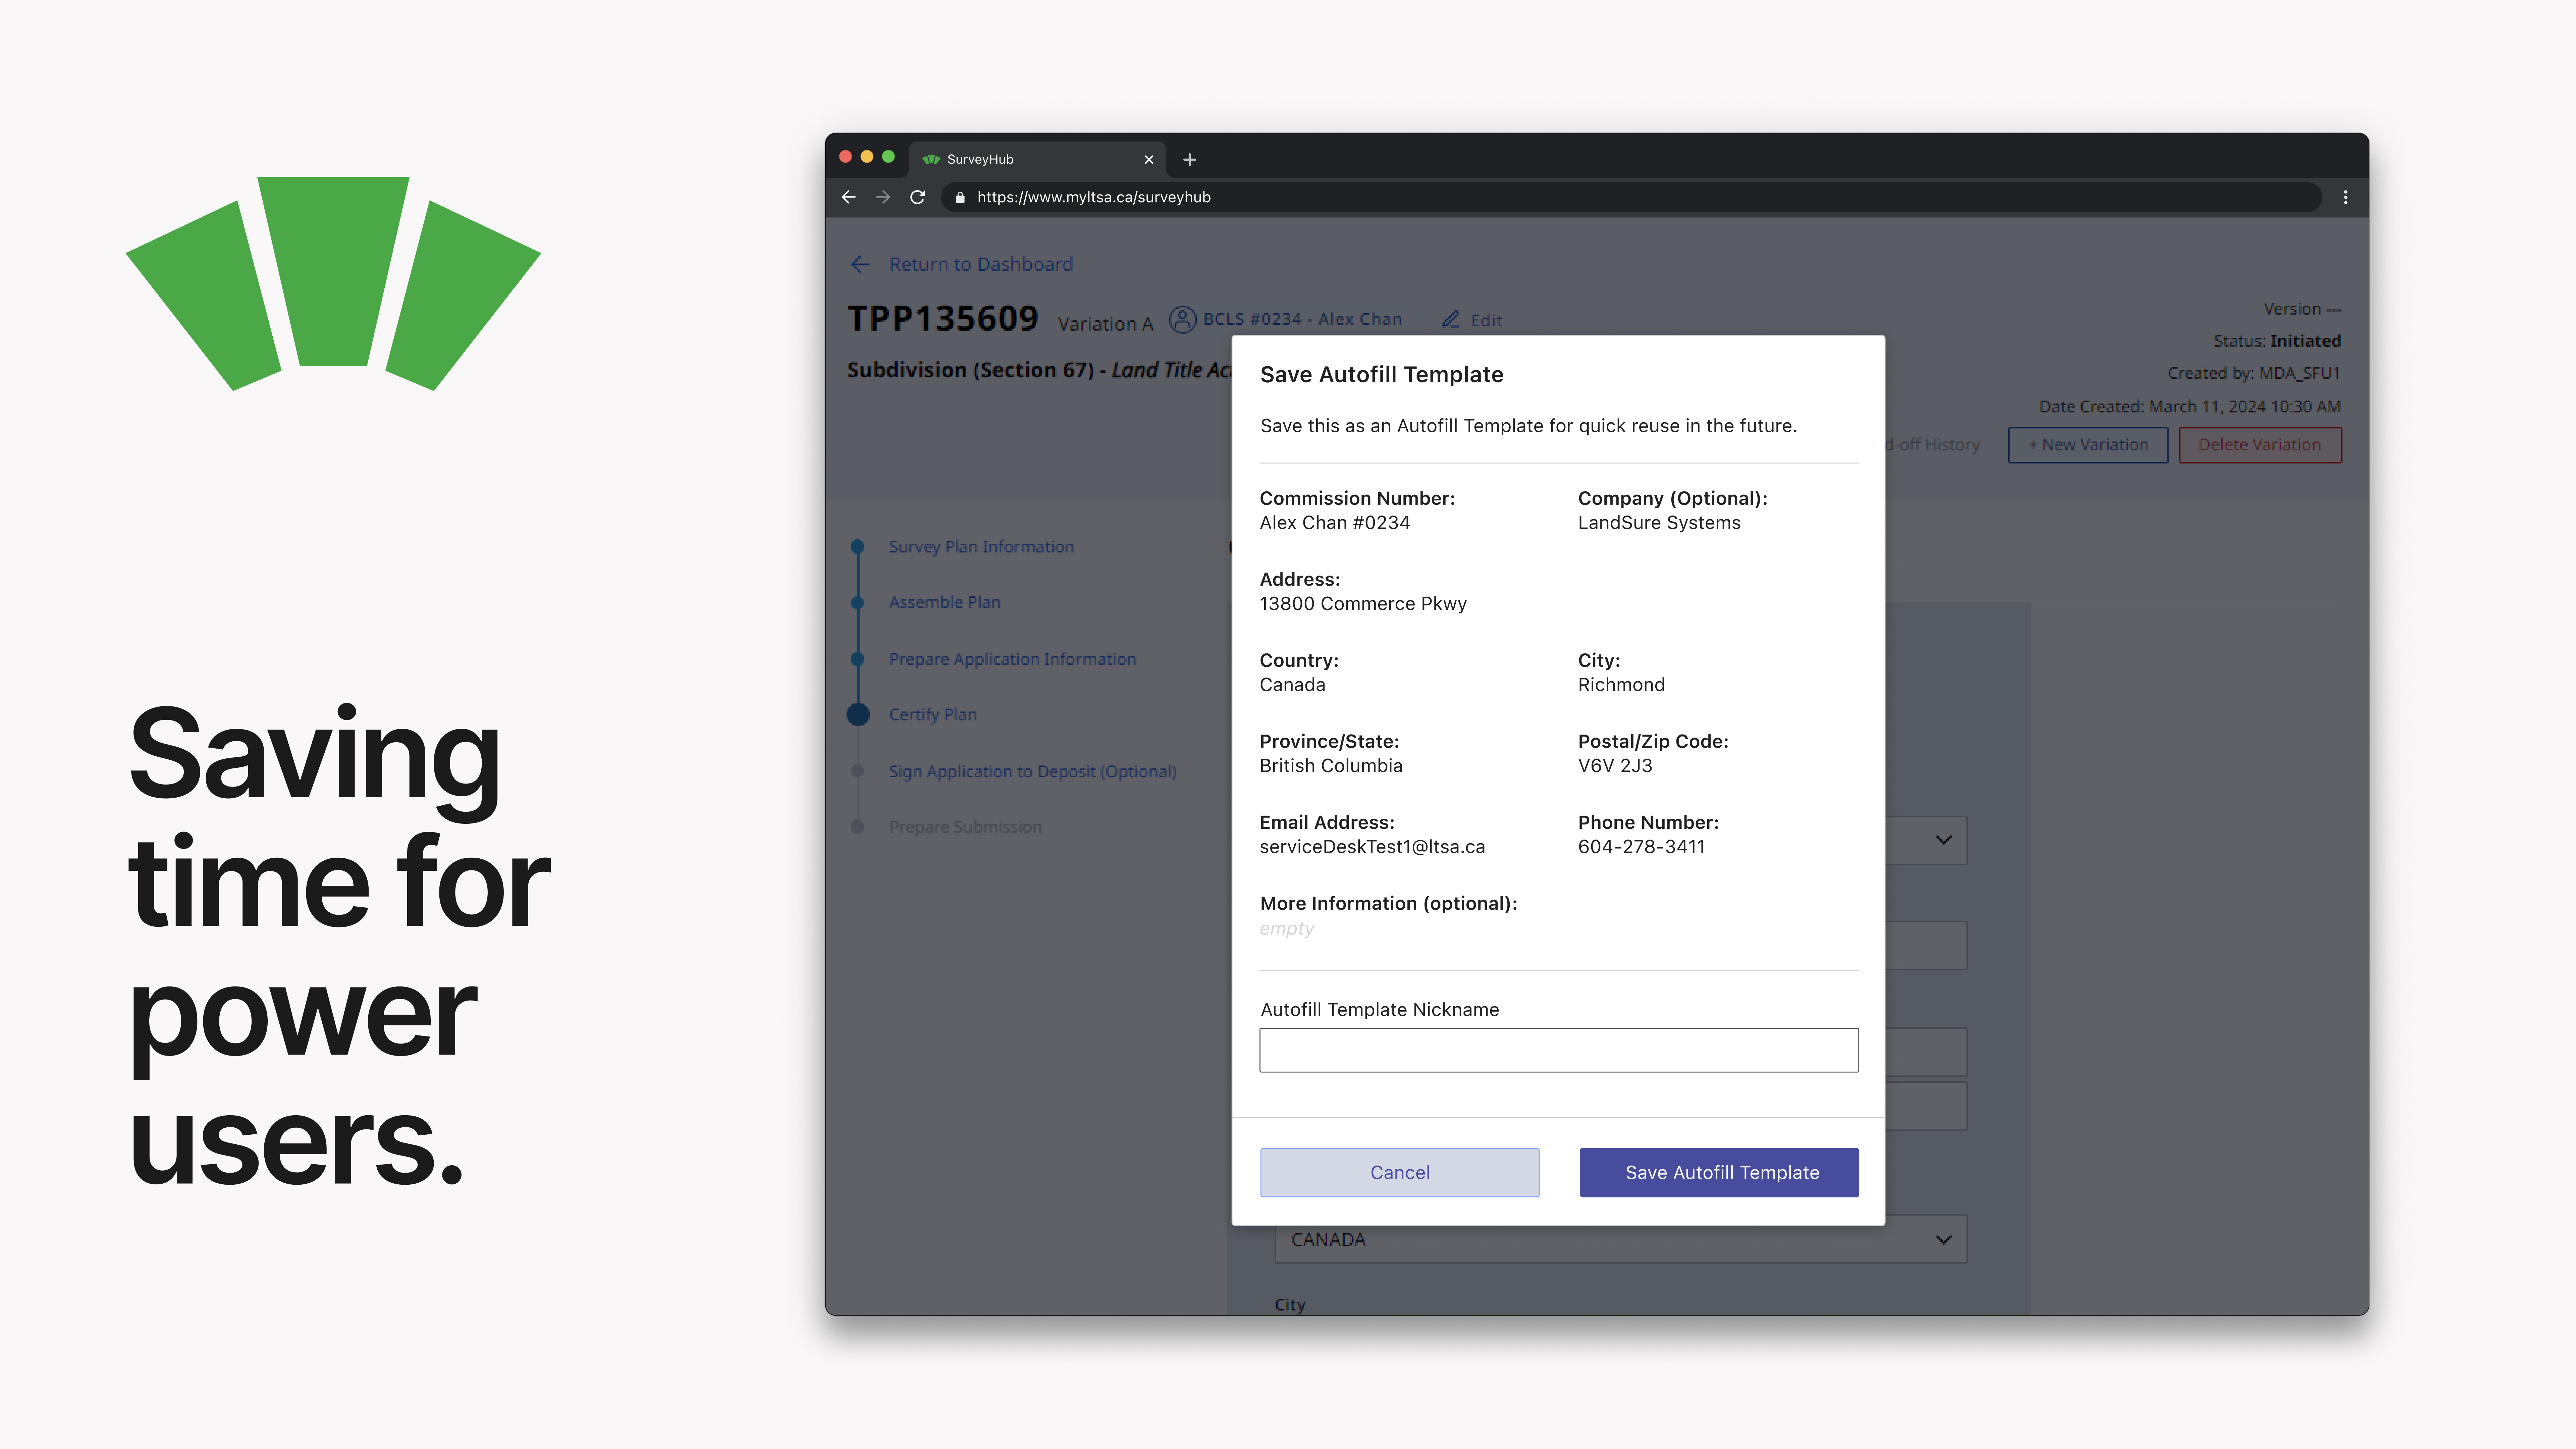 Saving
time for
power
users.
SurveyHub
https://www.myltsa.ca/surveyhub
Return to Dashboard
TPP135609 Variation A BCLS #0234 - Alex Chan Edit
Subdivision (Section 67) - Land Title Ac
Version ---
Status: Initiated
Created by: MDA_SFU1
Date Created: March 11, 2024 10:30 AM
d-off History + New Variation Delete Variation
Survey Plan Information
Assemble Plan
Prepare Application Information
Certify Plan
Sign Application to Deposit (Optional)
Prepare Submission
Save Autofill Template
Save this as an Autofill Template for quick reuse in the future.
Commission Number: Company (Optional):
Alex Chan #0234 LandSure Systems
Address:
13800 Commerce Pkwy
Country: City:
Canada Richmond
Province/State: Postal/Zip Code:
British Columbia V6V 2J3
Email Address: Phone Number:
serviceDeskTest1@ltsa.ca 604-278-3411
More Information (optional):
empty
Autofill Template Nickname
Cancel Save Autofill Template
CANADA
City